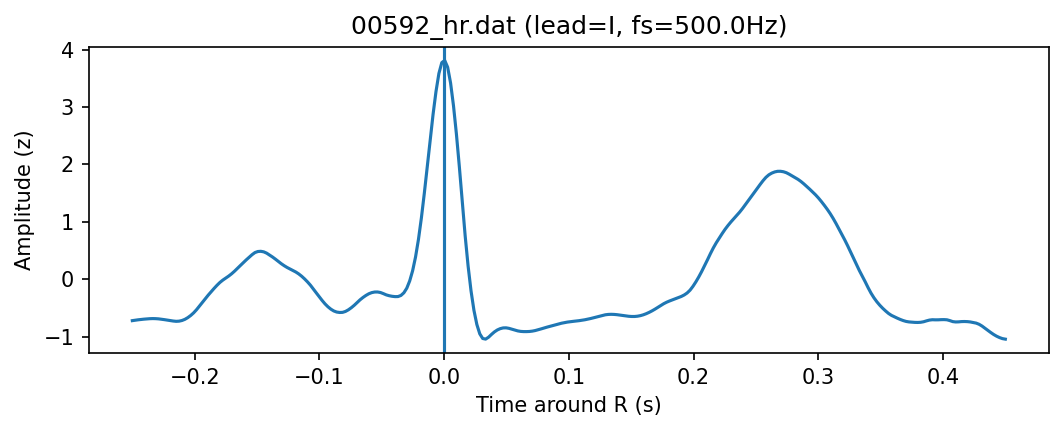 00592_hr.dat (lead=I, fs=500.0Hz)
Amplitude (z)
4
3
2
1
0
−1
−0.2 −0.1 0.0 0.1 0.2 0.3 0.4
Time around R (s)